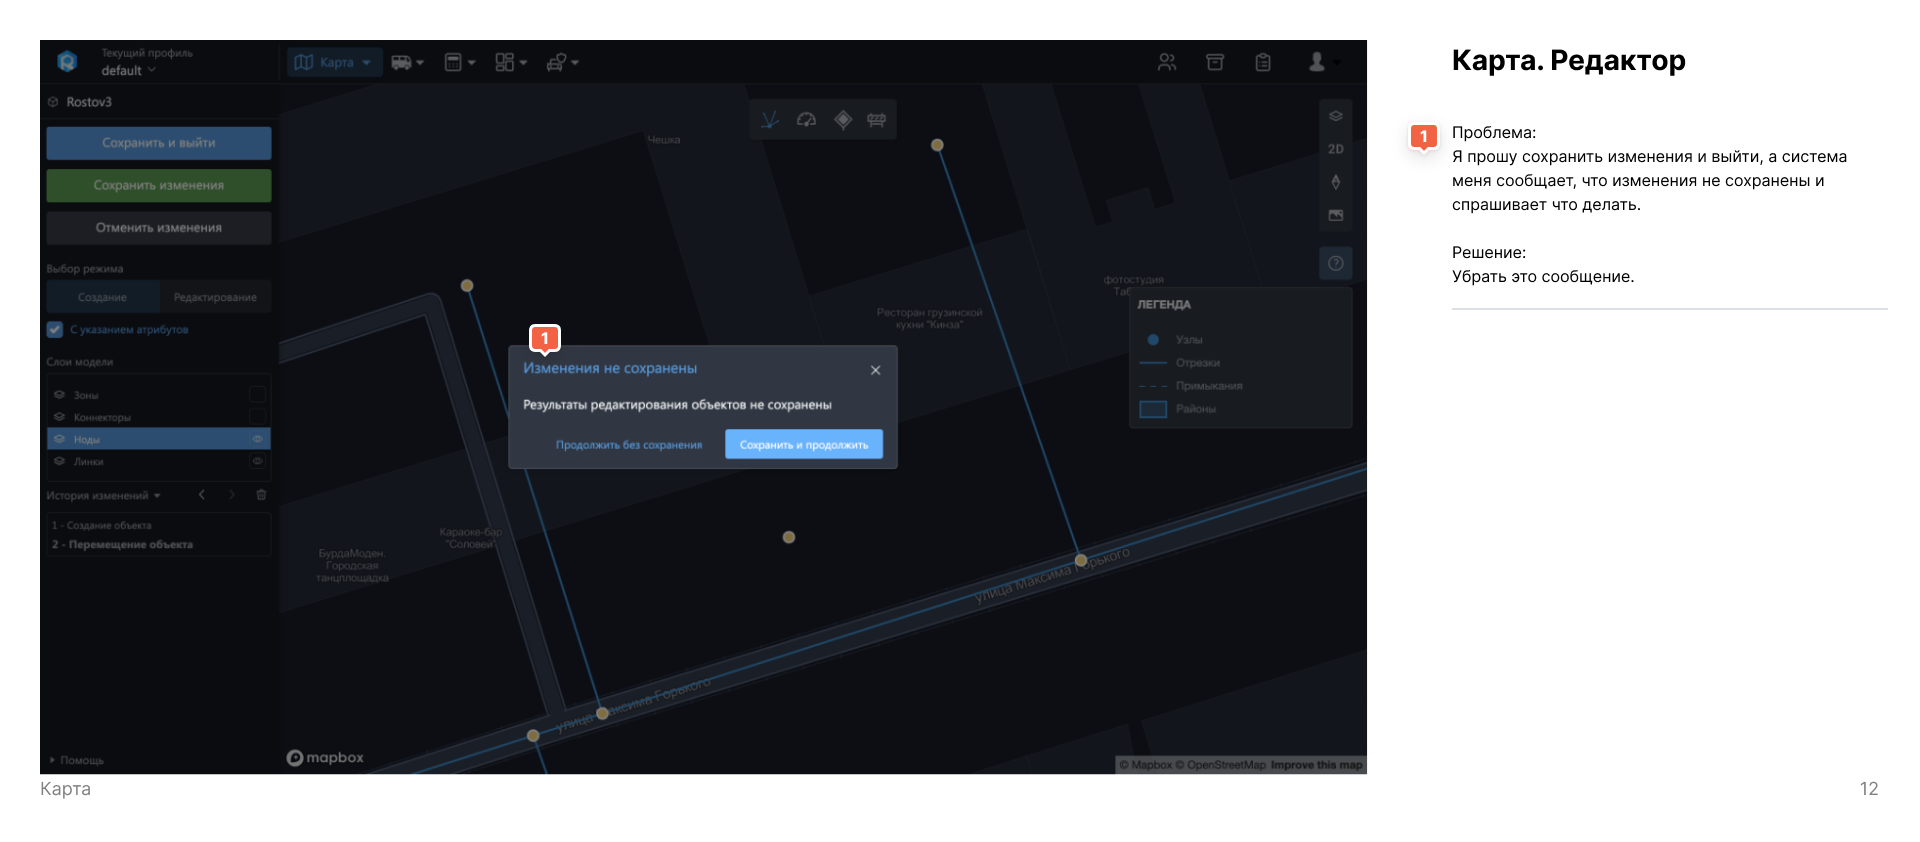 Текущий профиль
default
Карта
Rostov3
Сохранить и выйти
Сохранить изменения
Отменить изменения
Выбор режима
Создание
Редактирование
С указанием атрибутов
Слои модели
Зоны
Коннекторы
Ноды
Линки
История изменений
1 - Создание объекта
2 - Перемещение объекта
Помощь
Чешка
2D
фотостудия
Таб
Ресторан грузинской
кухни "Кинза"
ЛЕГЕНДА
Узлы
Отрезки
Примыкания
Районы
1
Изменения не сохранены
Результаты редактирования объектов не сохранены
Продолжить без сохранения
Сохранить и продолжить
Караоке-бар
"Соловей"
БурдаМоден.
Городская
танцплощадка
улица Максима Горького
улица Максима Горького
mapbox
© Mapbox © OpenStreetMap Improve this map
Карта. Редактор
1
Проблема:
Я прошу сохранить изменения и выйти, а система
меня сообщает, что изменения не сохранены и
спрашивает что делать.
Решение:
Убрать это сообщение.
Карта
12